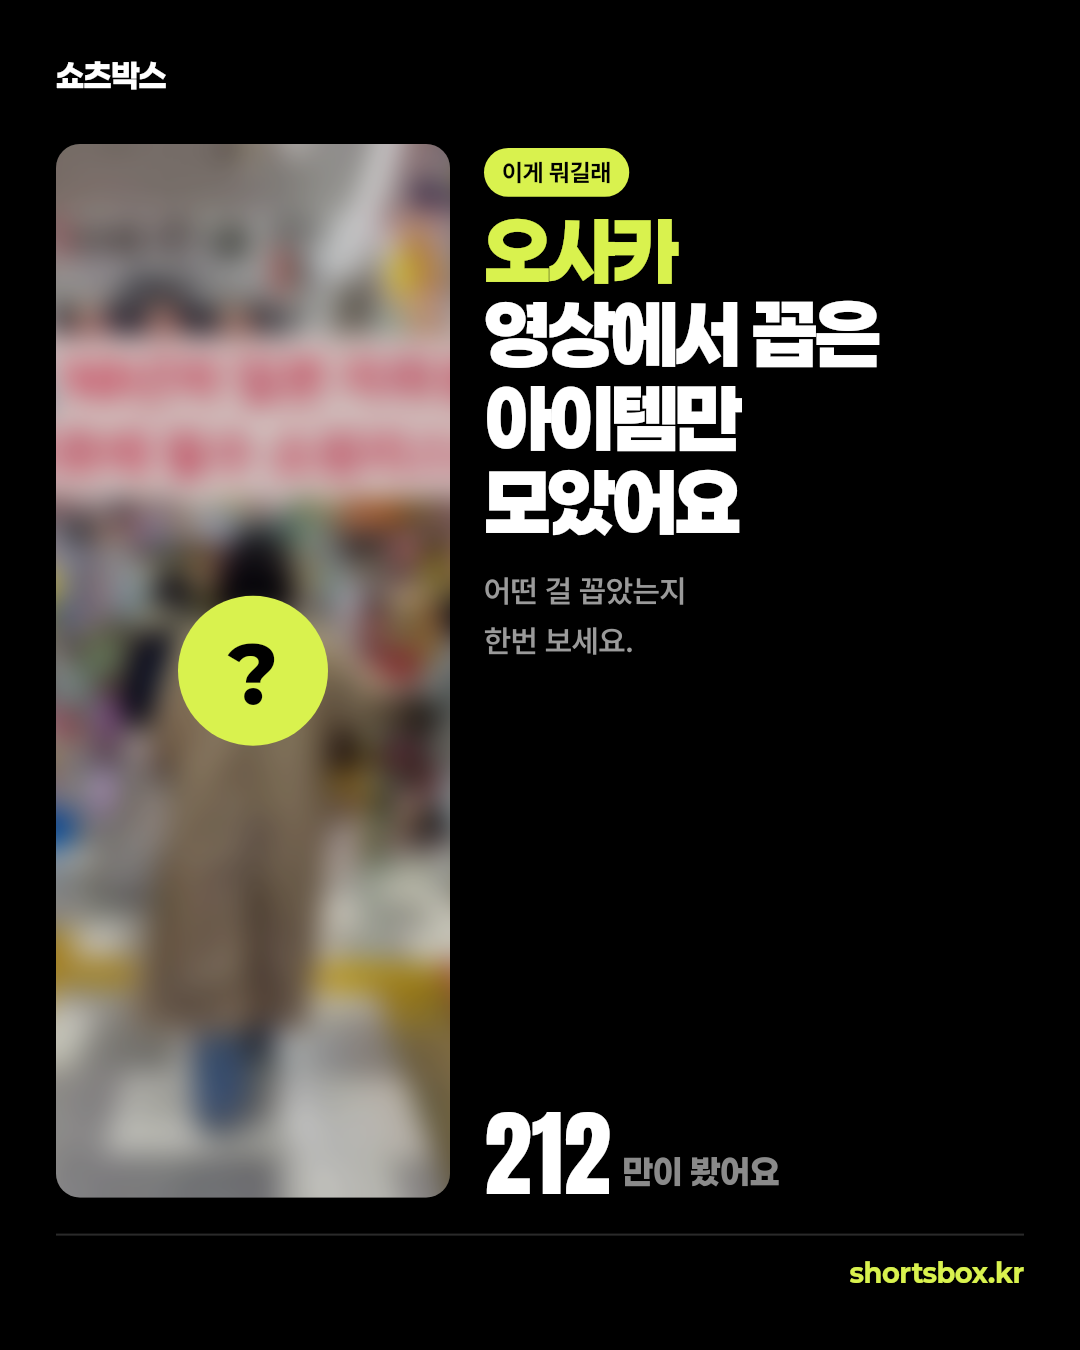 쇼츠박스
이게 뭐길래
오사카
영상에서 꼽은
아이템만
모았어요
어떤 걸 꼽았는지
한번 보세요.
?
212 만이 봤어요
shortsbox.kr